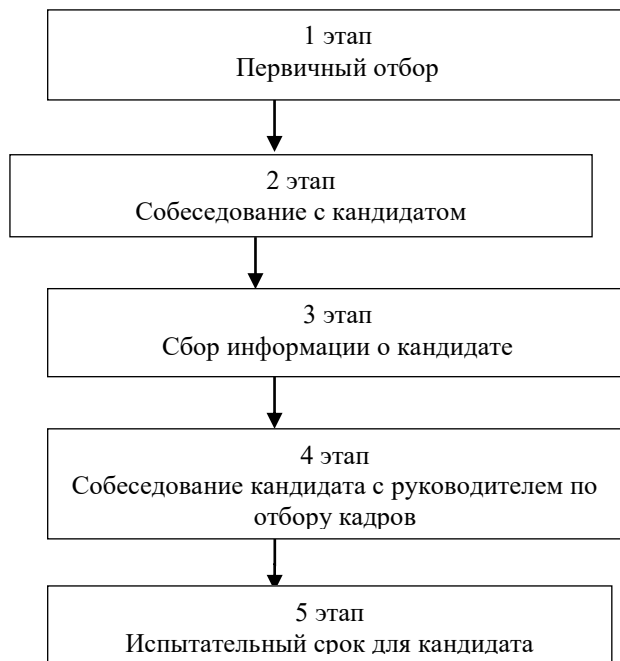 1 этап
Первичный отбор
2 этап
Собеседование с кандидатом
3 этап
Сбор информации о кандидате
4 этап
Собеседование кандидата с руководителем по
отбору кадров
5 этап
Испытательный срок для кандидата